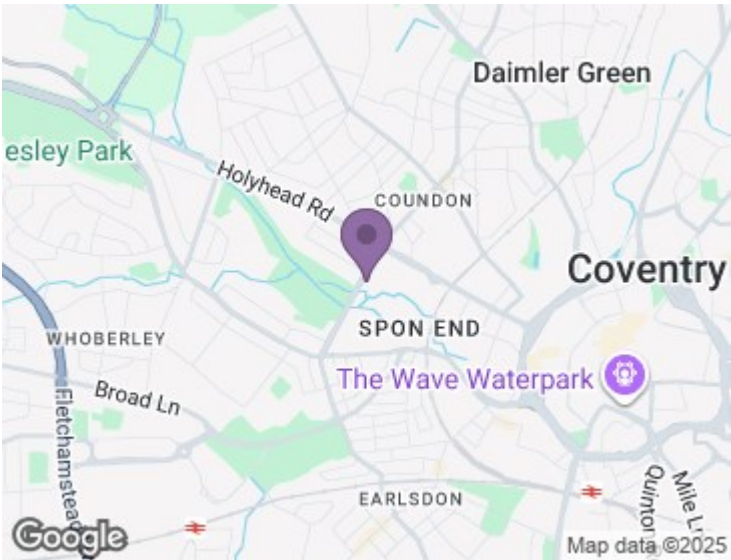 Daimler Green
esley Park
Holyhead Rd
COUNDON
Coventry
SPON END
WHOBERLEY
The Wave Waterpark
Broad Ln
Fletchamstead
EARLSDON
Quinton
Mile L
Google
Map data ©2025